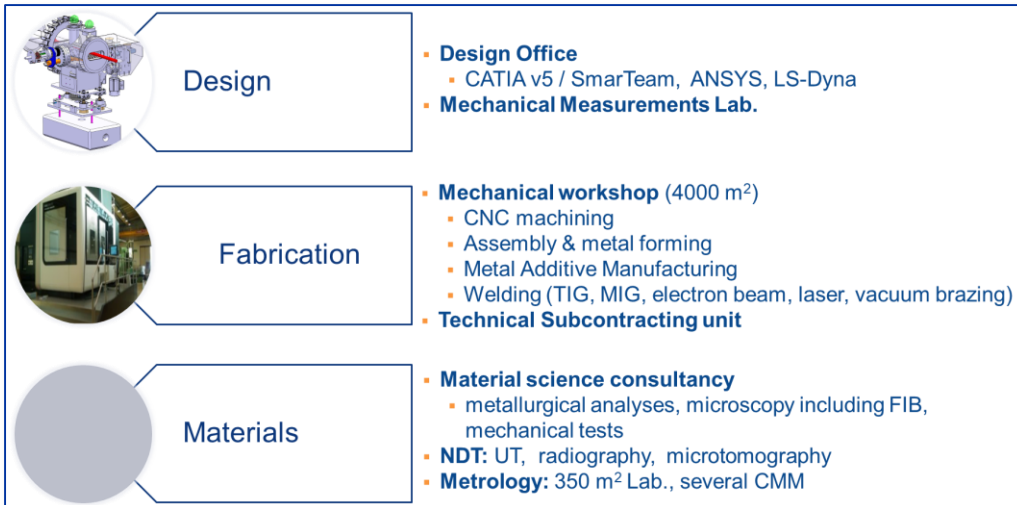 Design
▪ Design Office
▪ CATIA v5 / SmarTeam, ANSYS, LS-Dyna
▪ Mechanical Measurements Lab.
Fabrication
▪ Mechanical workshop (4000 m²)
▪ CNC machining
▪ Assembly & metal forming
▪ Metal Additive Manufacturing
▪ Welding (TIG, MIG, electron beam, laser, vacuum brazing)
▪ Technical Subcontracting unit
Materials
▪ Material science consultancy
▪ metallurgical analyses, microscopy including FIB,
mechanical tests
▪ NDT: UT, radiography, microtomography
▪ Metrology: 350 m² Lab., several CMM